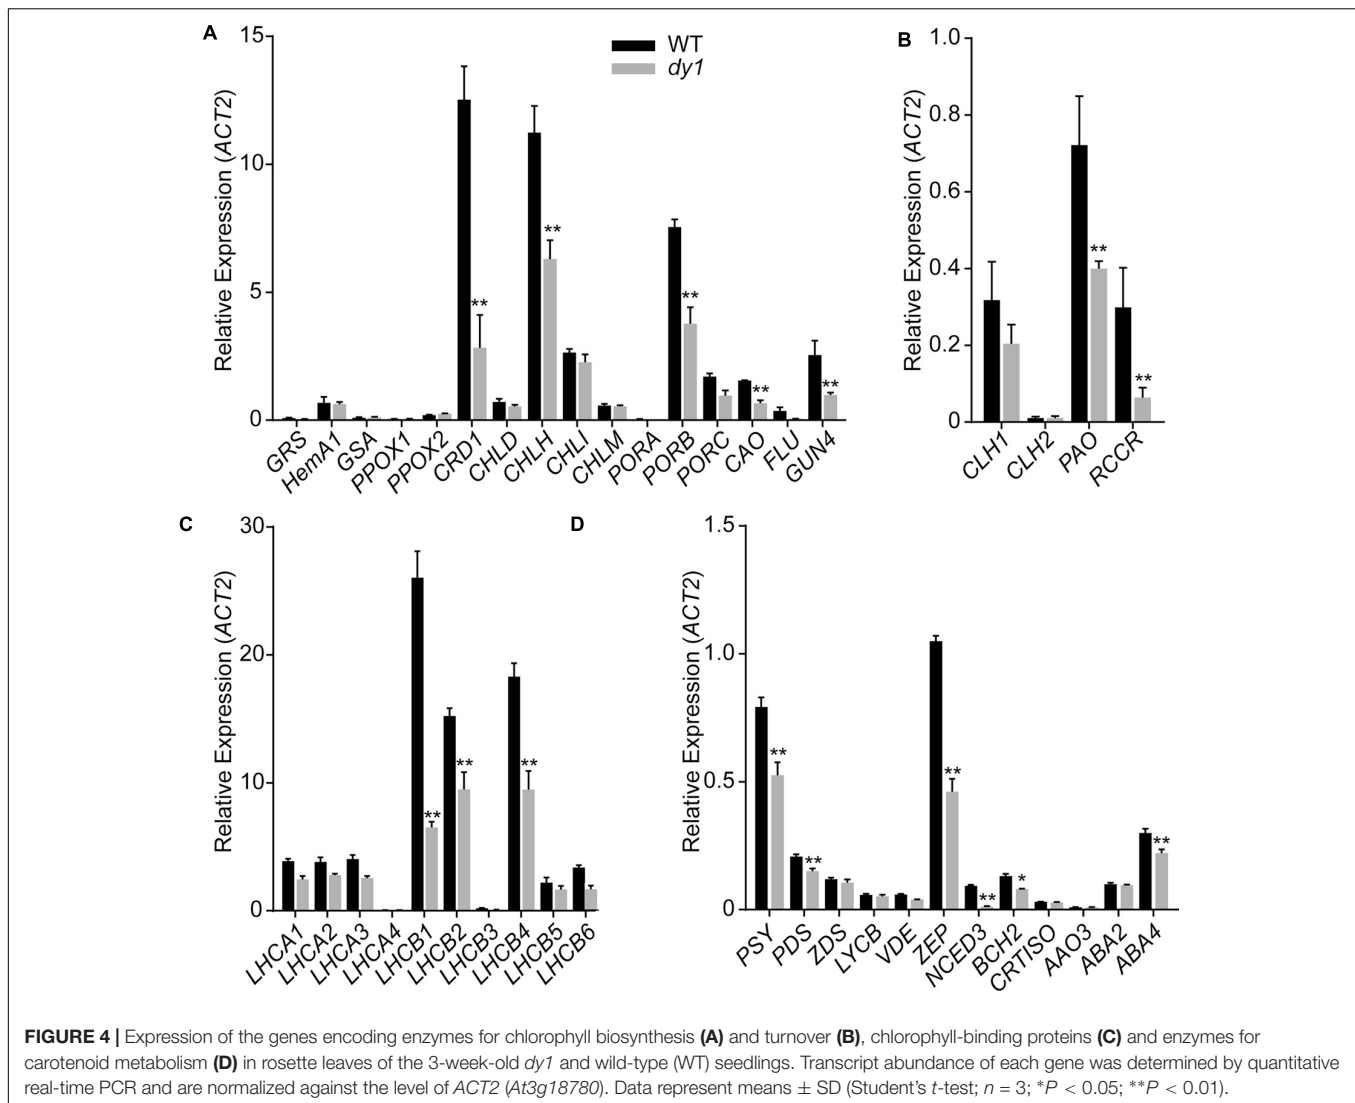 A
WT
dy1
Relative Expression (ACT2)
15
10
5
0
GRS
HemA1
GSA
PPOX1
PPOX2
CRD1
CHLD
CHLH
CHLI
CHLM
PORA
PORB
PORC
CAO
FLU
GUN4
**
**
**
**
**
B
Relative Expression (ACT2)
1.0
0.8
0.6
0.4
0.2
0
CLH1
CLH2
PAO
RCCR
**
**
C
Relative Expression (ACT2)
30
20
10
0
LHCA1
LHCA2
LHCA3
LHCA4
LHCB1
LHCB2
LHCB3
LHCB4
LHCB5
LHCB6
**
**
**
D
Relative Expression (ACT2)
1.5
1.0
0.5
0
PSY
PDS
ZDS
LYCB
VDE
ZEP
NCED3
BCH2
CRTISO
AAO3
ABA2
ABA4
**
**
**
**
*
**
FIGURE 4 | Expression of the genes encoding enzymes for chlorophyll biosynthesis (A) and turnover (B), chlorophyll-binding proteins (C) and enzymes for
carotenoid metabolism (D) in rosette leaves of the 3-week-old dy1 and wild-type (WT) seedlings. Transcript abundance of each gene was determined by quantitative
real-time PCR and are normalized against the level of ACT2 (At3g18780). Data represent means ± SD (Student's t-test; n = 3; *P < 0.05; **P < 0.01).